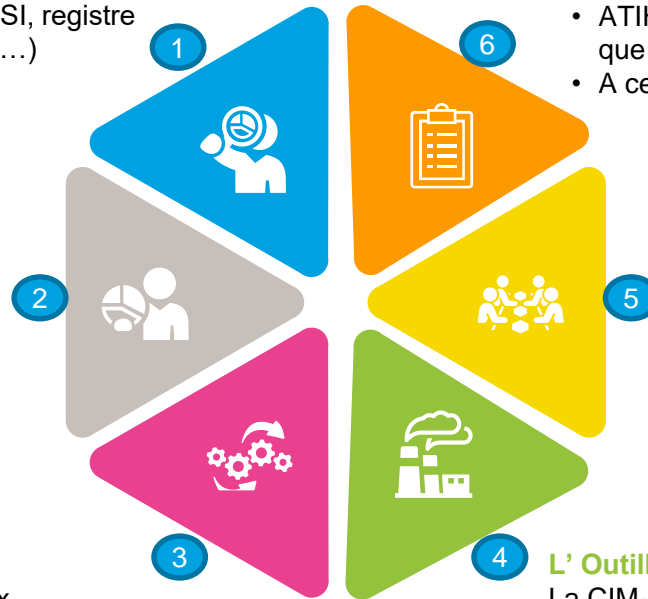 SI, registre
…)
1
6
• ATIH
que
• A ce
2
5
3
4
L' Outill
La CIM-
x